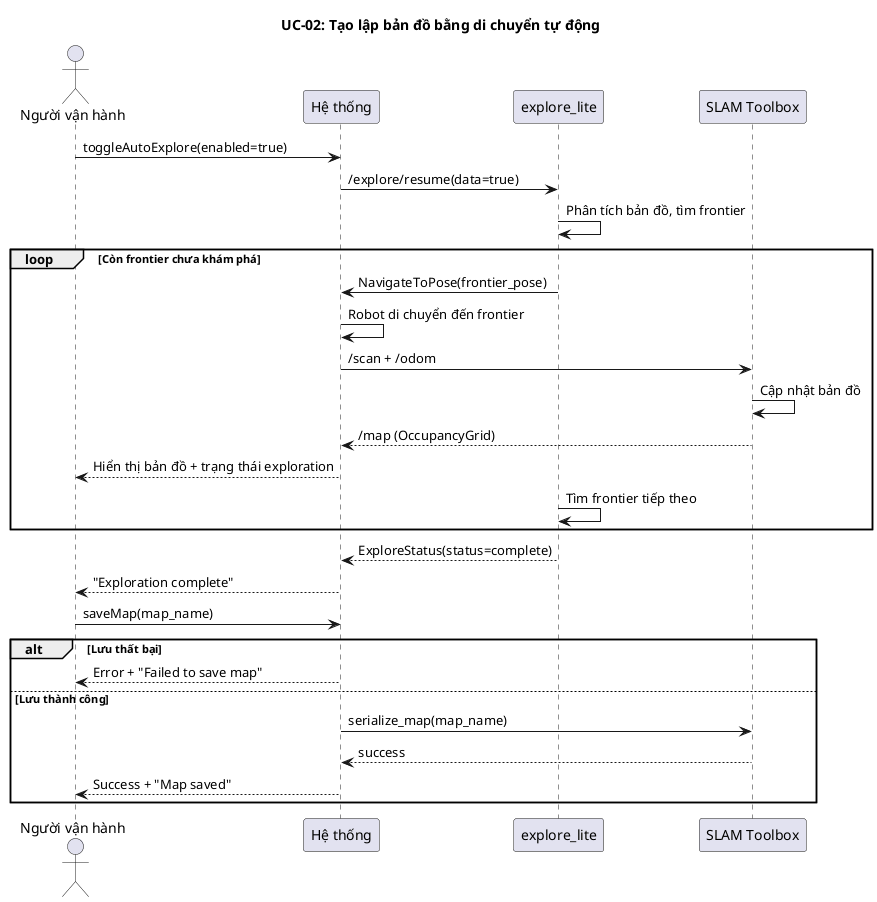 UC-02: Tạo lập bản đồ bằng di chuyển tự động
Người vận hành
Hệ thống
explore_lite
SLAM Toolbox
toggleAutoExplore(enabled=true)
/explore/resume(data=true)
Phân tích bản đồ, tìm frontier
loop
[Còn frontier chưa khám phá]
NavigateToPose(frontier_pose)
Robot di chuyển đến frontier
/scan + /odom
Cập nhật bản đồ
/map (OccupancyGrid)
Hiển thị bản đồ + trạng thái exploration
Tìm frontier tiếp theo
ExploreStatus(status=complete)
"Exploration complete"
saveMap(map_name)
alt
[Lưu thất bại]
Error + "Failed to save map"
[Lưu thành công]
serialize_map(map_name)
success
Success + "Map saved"
Người vận hành
Hệ thống
explore_lite
SLAM Toolbox